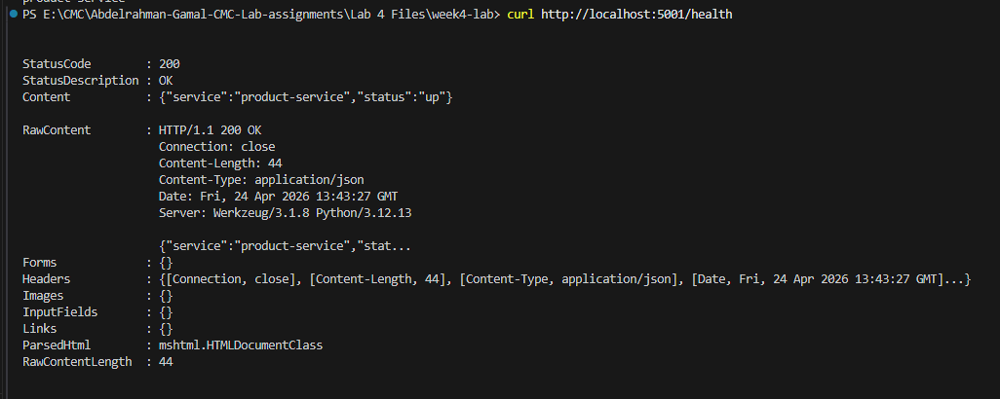 product-service
PS E:\CMC\Abdelrahman-Gamal-CMC-Lab-assignments\Lab 4 Files\week4-lab> curl http://localhost:5001/health
StatusCode        : 200
StatusDescription : OK
Content           : {"service":"product-service","status":"up"}
RawContent        : HTTP/1.1 200 OK
                    Connection: close
                    Content-Length: 44
                    Content-Type: application/json
                    Date: Fri, 24 Apr 2026 13:43:27 GMT
                    Server: Werkzeug/3.1.8 Python/3.12.13
                    {"service":"product-service","stat...
Forms             : {}
Headers           : {[Connection, close], [Content-Length, 44], [Content-Type, application/json], [Date, Fri, 24 Apr 2026 13:43:27 GMT]...}
Images            : {}
InputFields       : {}
Links             : {}
ParsedHtml        : mshtml.HTMLDocumentClass
RawContentLength  : 44